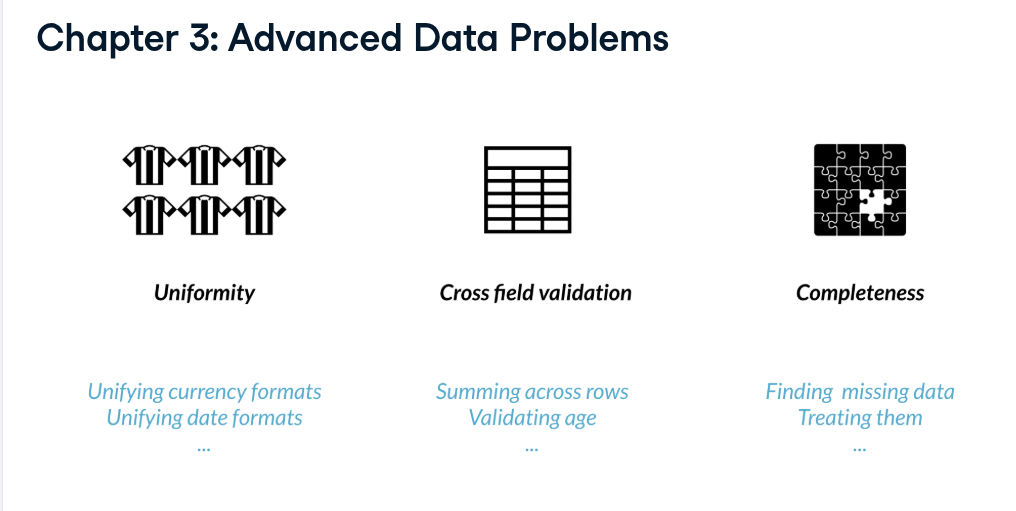 Chapter 3: Advanced Data Problems
Uniformity
Cross field validation
Completeness
Unifying currency formats
Unifying date formats
...
Summing across rows
Validating age
...
Finding  missing data
Treating them
...